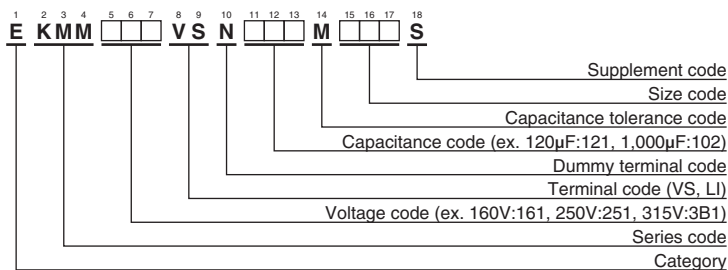 1 2 3 4 5 6 7 8 9 10 11 12 13 14 15 16 17 18
E KMM VS N M S
Supplement code
Size code
Capacitance tolerance code
Capacitance code (ex. 120μF:121, 1,000μF:102)
Dummy terminal code
Terminal code (VS, LI)
Voltage code (ex. 160V:161, 250V:251, 315V:3B1)
Series code
Category